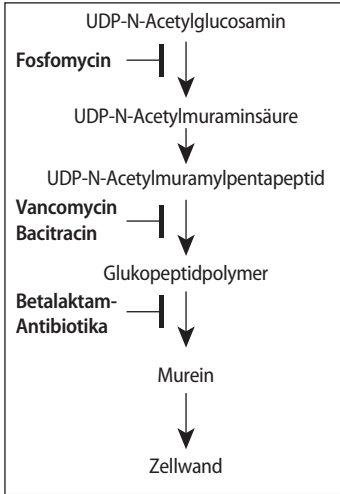 UDP-N-Acetylglucosamin
Fosfomycin
UDP-N-Acetylmuraminsäure
UDP-N-Acetylmuramylpentapeptid
Vancomycin
Bacitracin
Glukopeptidpolymer
Betalaktam-
Antibiotika
Murein
Zellwand